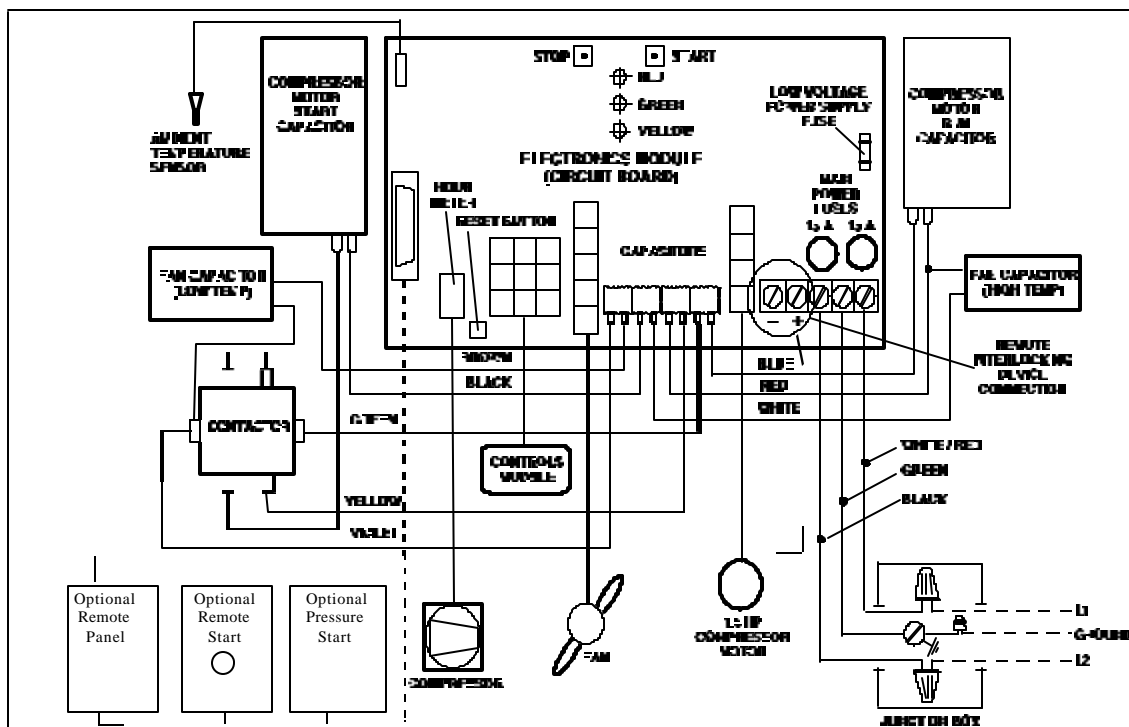 STOP
START
GREEN
YELLOW
ELECTRONICS MODULE
(CIRCUIT BOARD)
LOW VOLTAGE
POWER SUPPLY
FUSE
COMPRESSOR
MOTOR
START
CAPACITOR
COMPRESSOR
MOTOR
RUN
CAPACITOR
AMBIENT
TEMPERATURE
SENSOR
HOUR
METER
RESET BUTTON
CAPACITORS
MAIN
POWER
FUSES
FAN CAPACITOR
(LOW TEMP)
FAN CAPACITOR
(HIGH TEMP)
- +
BROWN
BLACK
BLUE
RED
WHITE
REMOTE
INTERLOCKING
DEVICE
CONNECTION
CONTACTOR
GREEN
CONTROLS
MODULE
WHITE / RED
GREEN
BLACK
YELLOW
VIOLET
Optional
Remote
Panel
Optional
Remote
Start
Optional
Pressure
Start
COMPRESSOR
FAN
COMPRESSOR
MOTOR
L1
GROUND
L2
JUNCTION BOX